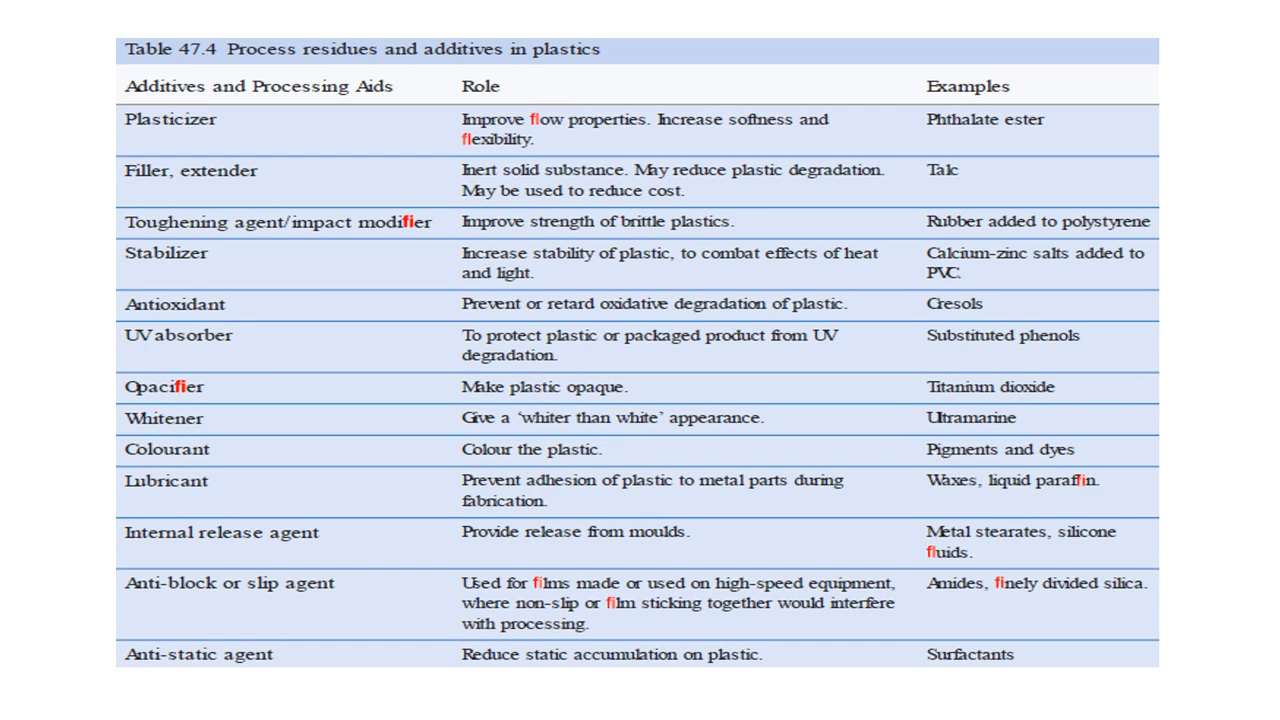 Table 47.4 Process residues and additives in plastics
Additives and Processing Aids Role Examples
Plasticizer Improve flow properties. Increase softness and Phthalate ester
flexibility.
Filler, extender Inert solid substance. May reduce plastic degradation. Talc
May be used to reduce cost.
Toughening agent/impact modifier Improve strength of brittle plastics. Rubber added to polystyrene
Stabilizer Increase stability of plastic, to combat effects of heat Calcium-zinc salts added to
and light. PVC.
Antioxidant Prevent or retard oxidative degradation of plastic. Cresols
UV absorber To protect plastic or packaged product from UV Substituted phenols
degradation.
Opacifier Make plastic opaque. Titanium dioxide
Whitener Give a ‘whiter than white’ appearance. Ultramarine
Colourant Colour the plastic. Pigments and dyes
Lubricant Prevent adhesion of plastic to metal parts during Waxes, liquid paraffin.
fabrication.
Internal release agent Provide release from moulds. Metal stearates, silicone
fluids.
Anti-block or slip agent Used for films made or used on high-speed equipment, Amides, finely divided silica.
where non-slip or film sticking together would interfere
with processing.
Anti-static agent Reduce static accumulation on plastic. Surfactants